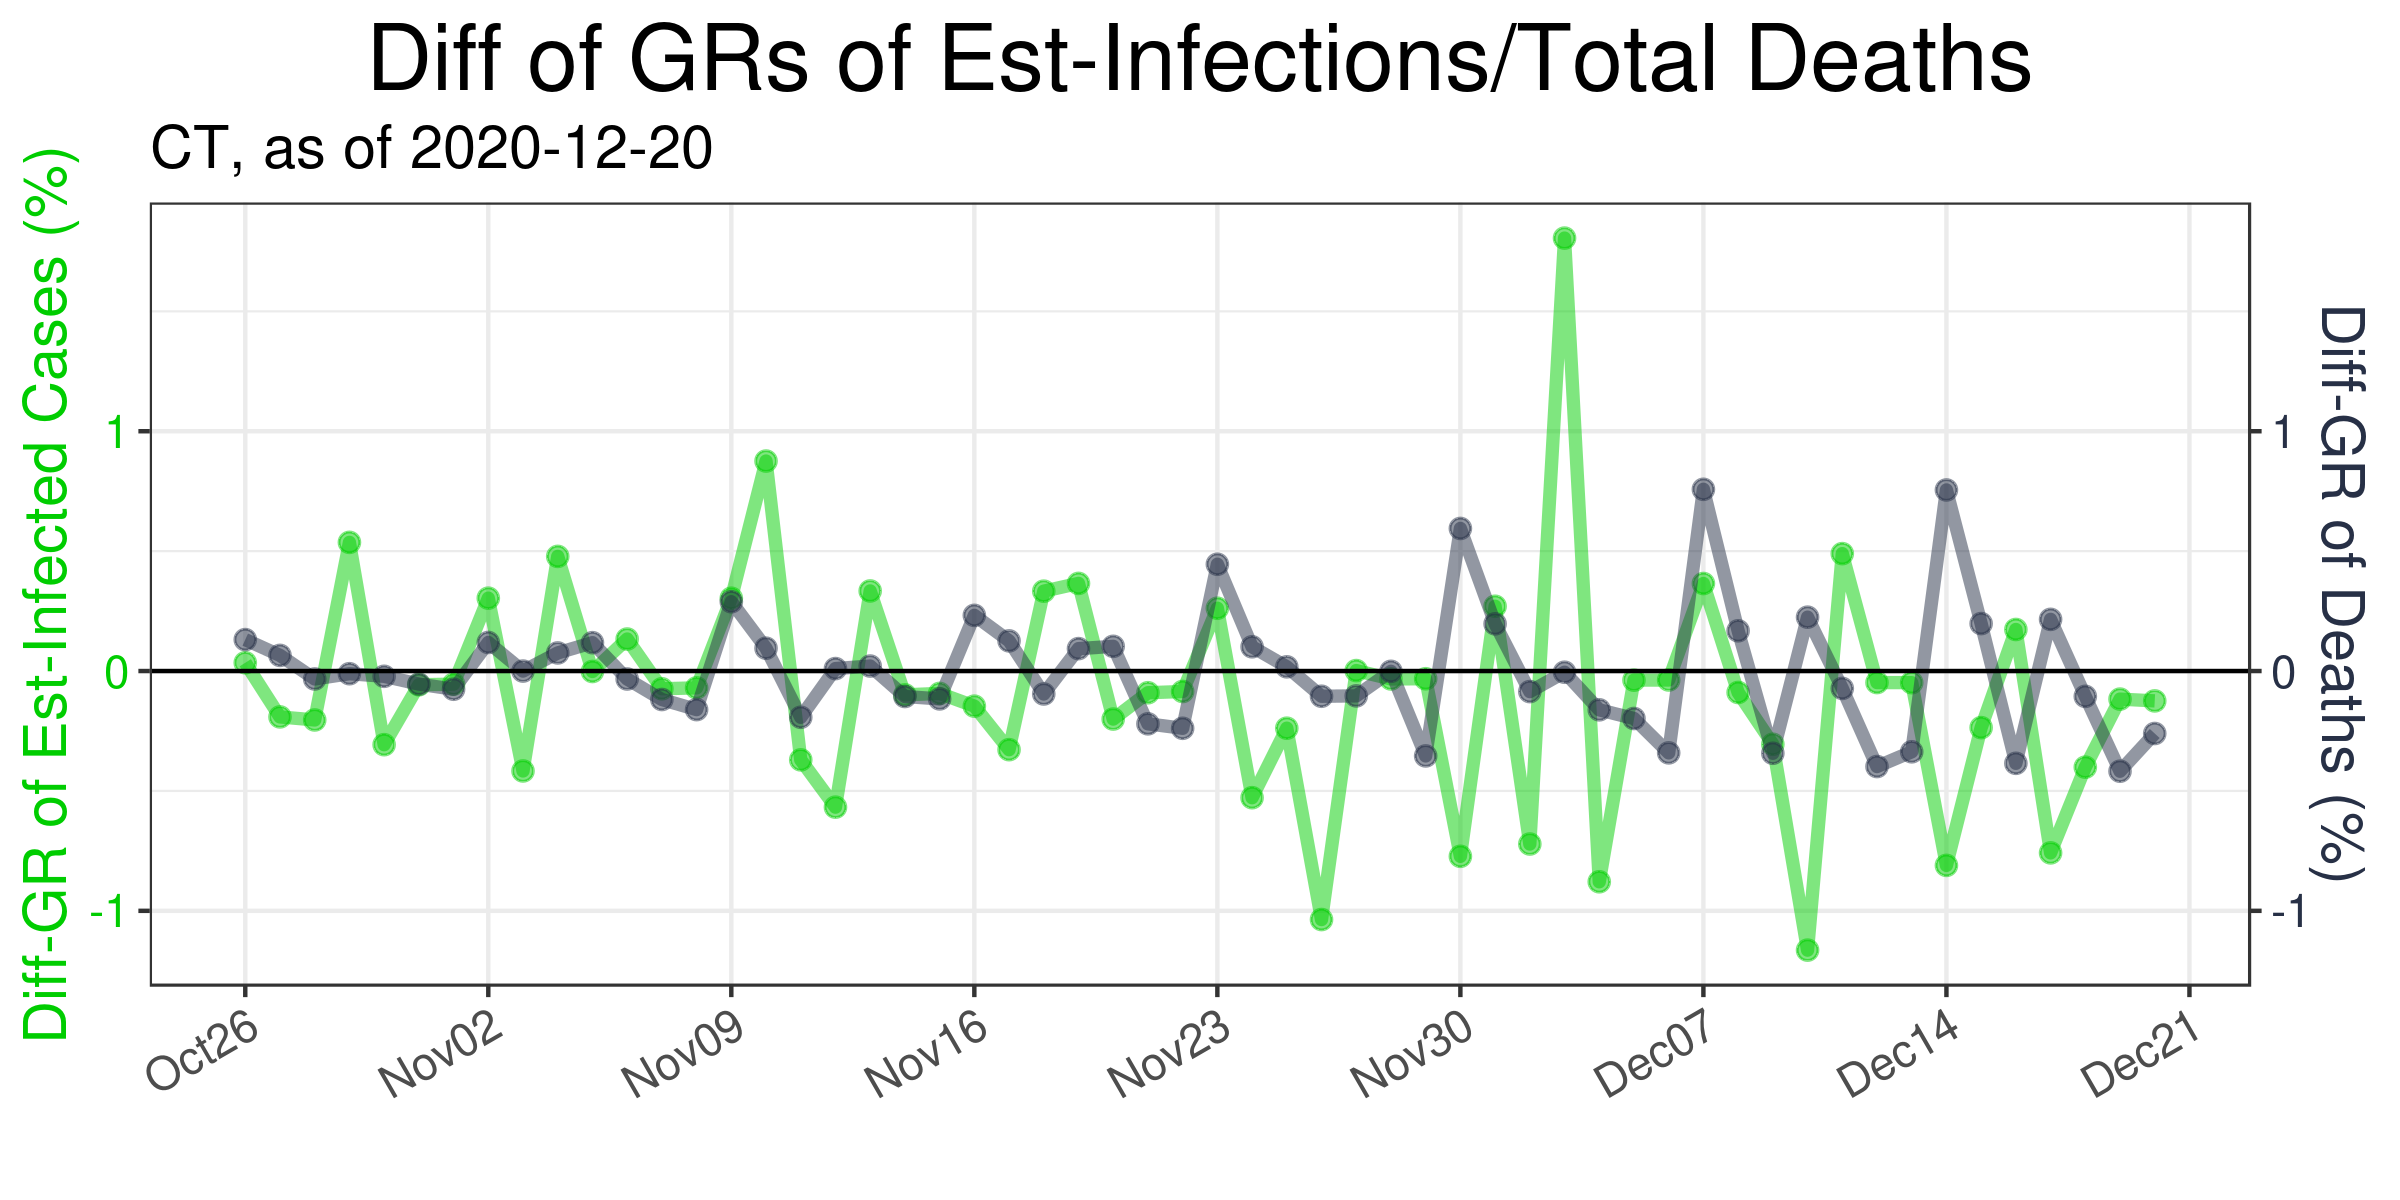 Diff of GRs of Est-Infections/Total Deaths
CT, as of 2020-12-20
Diff-GR of Est-Infected Cases (%)
1
0
-1
1
0
-1
Diff-GR of Deaths (%)
Oct26
Nov02
Nov09
Nov16
Nov23
Nov30
Dec07
Dec14
Dec21